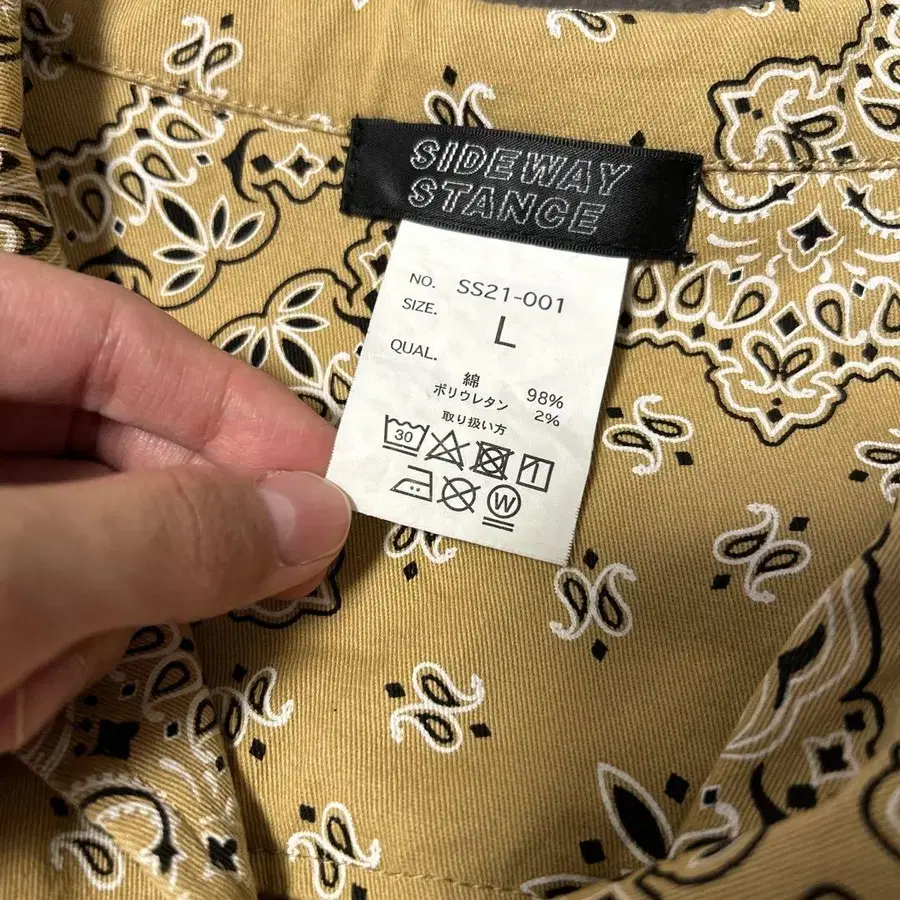 SIDEWAY
STANCE
NO. SS21-001
SIZE. L
QUAL.
綿 98%
ポリウレタン 2%
取り扱い方
30
W